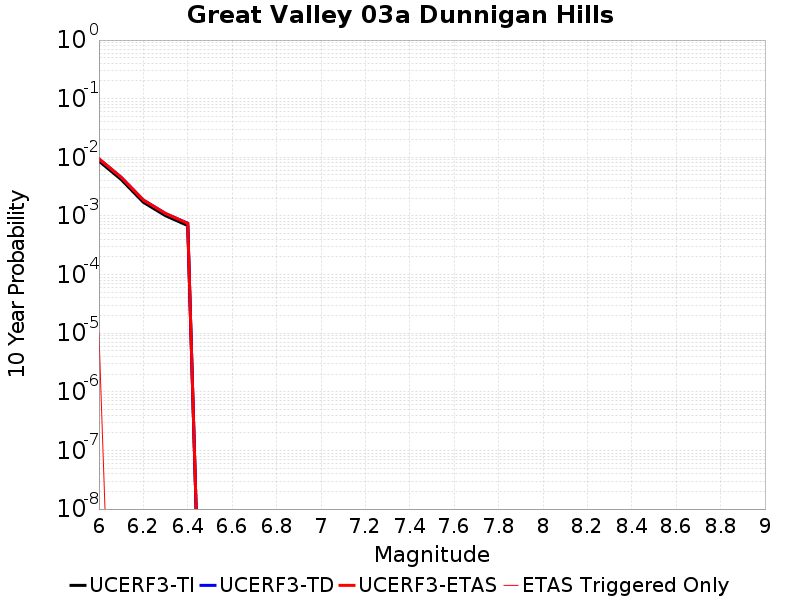 Great Valley 03a Dunnigan Hills
10^0
10^-1
10^-2
10^-3
10^-4
10^-5
10^-6
10^-7
10^-8
10 Year Probability
6 6.2 6.4 6.6 6.8 7 7.2 7.4 7.6 7.8 8 8.2 8.4 8.6 8.8 9
Magnitude
UCERF3-TI UCERF3-TD UCERF3-ETAS ETAS Triggered Only